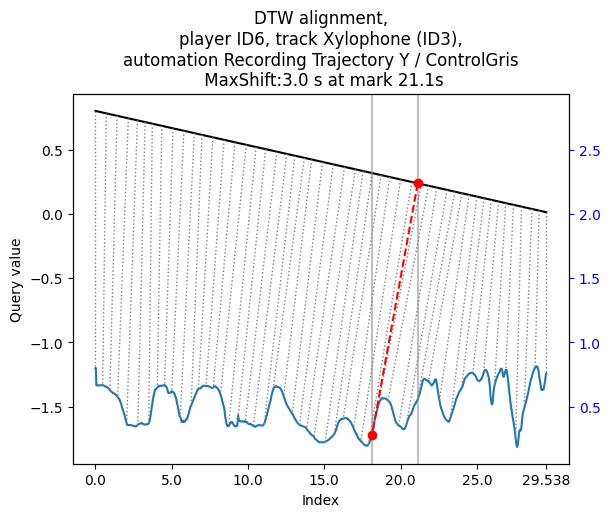 DTW alignment,
player ID6, track Xylophone (ID3),
automation Recording Trajectory Y / ControlGris
MaxShift:3.0 s at mark 21.1s
Query value
0.5
0.0
−0.5
−1.0
−1.5
2.5
2.0
1.5
1.0
0.5
0.0 5.0 10.0 15.0 20.0 25.0 29.538
Index